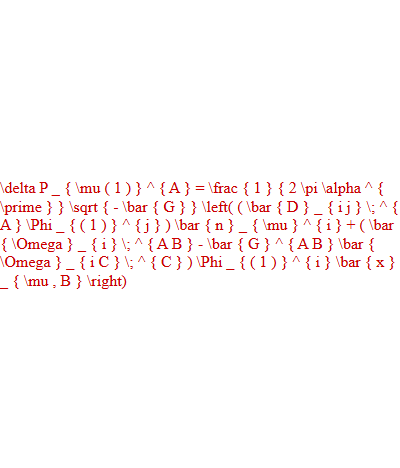 \delta P _ { \mu ( 1 ) } ^ { A } = \frac { 1 } { 2 \pi \alpha ^ {
\prime } } \sqrt { - \bar { G } } \left( ( \bar { D } _ { i j } \; ^ {
A } \Phi _ { ( 1 ) } ^ { j } ) \bar { n } _ { \mu } ^ { i } + ( \bar
{ \Omega } _ { i } \; ^ { A B } - \bar { G } ^ { A B } \bar {
\Omega } _ { i C } \; ^ { C } ) \Phi _ { ( 1 ) } ^ { i } \bar { x }
_ { \mu , B } \right)